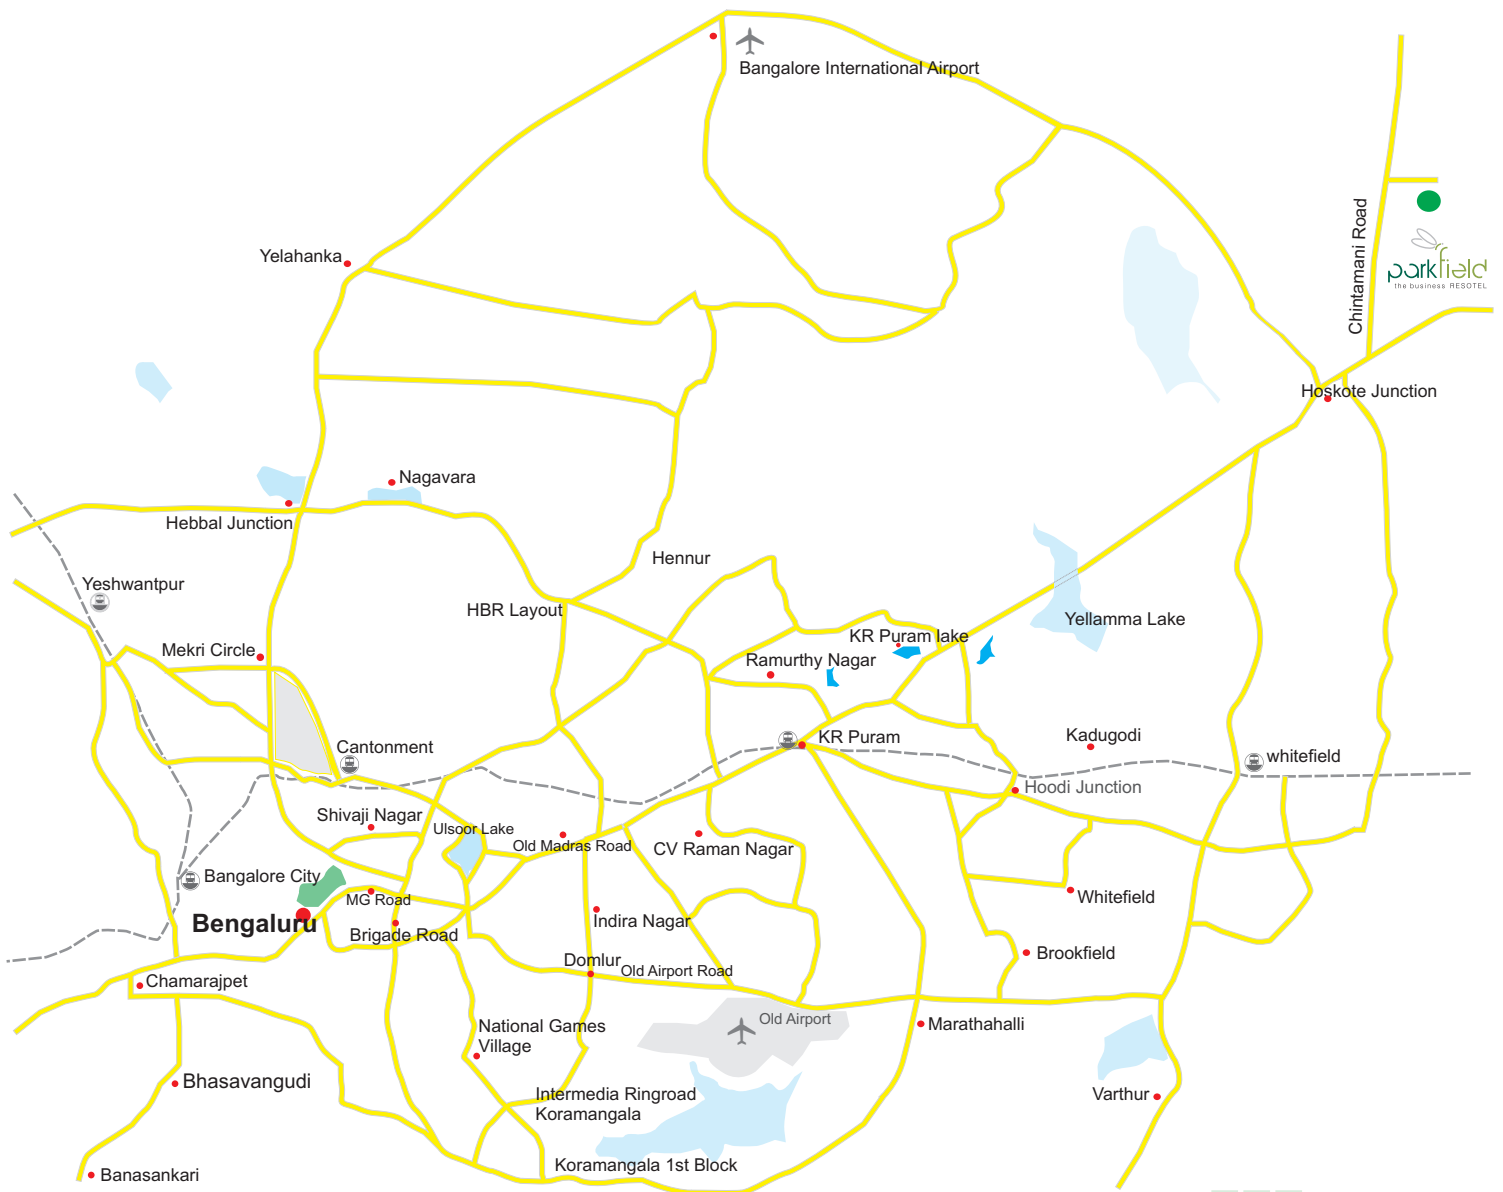 Bangalore International Airport
Chintamani Road
Yelahanka
parkfield
the business RESOTEL
Hoskote Junction
Nagavara
Hebbal Junction
Hennur
Yeshwantpur
HBR Layout
Yellamma Lake
KR Puram lake
Mekri Circle
Ramurthy Nagar
KR Puram
Kadugodi
Cantonment
whitefield
Hoodi Junction
Shivaji Nagar
Ulsoor Lake
Old Madras Road
CV Raman Nagar
Bangalore City
MG Road
Whitefield
Bengaluru
Indira Nagar
Brigade Road
Brookfield
Domlur
Old Airport Road
Chamarajpet
Old Airport
National Games
Village
Marathahalli
Bhasavangudi
Intermedia Ringroad
Koramangala
Varthur
Koramangala 1st Block
Banasankari